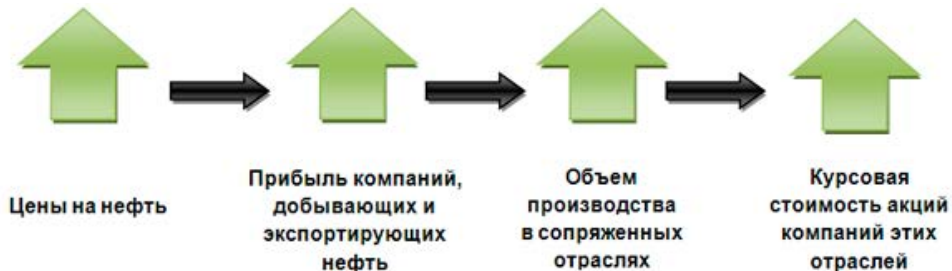 Цены на нефть
Прибыль компаний,
добывающих и
экспортирующих
нефть
Объем
производства
в сопряженных
отраслях
Курсовая
стоимость акций
компаний этих
отраслей